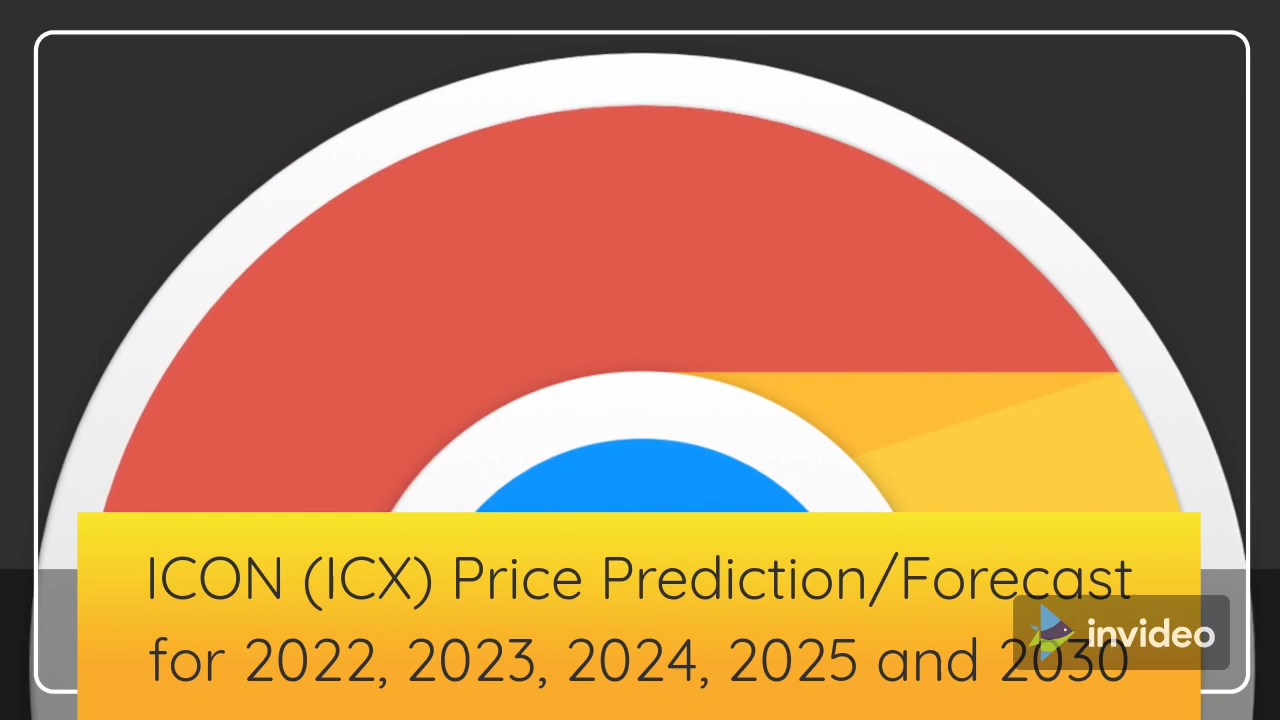 ICON (ICX) Price Prediction/Forecast
for 2022, 2023, 2024, 2025 and 2030
invideo